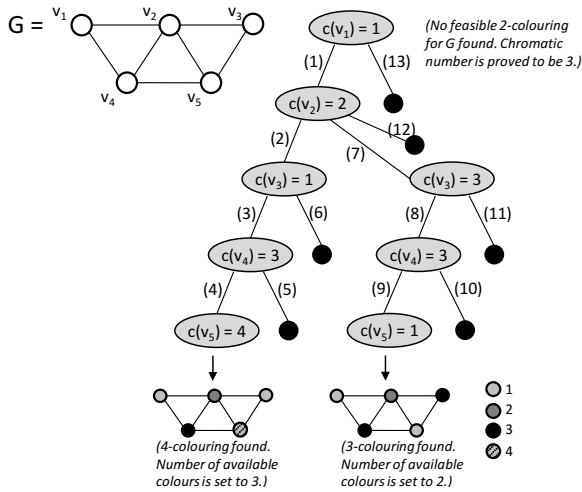 G =
v1
v2
v3
v4
v5
c(v1) = 1
(No feasible 2-colouring
for G found. Chromatic
number is proved to be 3.)
(1)
(13)
c(v2) = 2
(2)
(7)
(12)
c(v3) = 1
c(v3) = 3
(3)
(6)
(8)
(11)
c(v4) = 3
c(v4) = 3
(4)
(5)
(9)
(10)
c(v5) = 4
c(v5) = 1
1
2
3
4
(4-colouring found.
Number of available
colours is set to 3.)
(3-colouring found.
Number of available
colours is set to 2.)